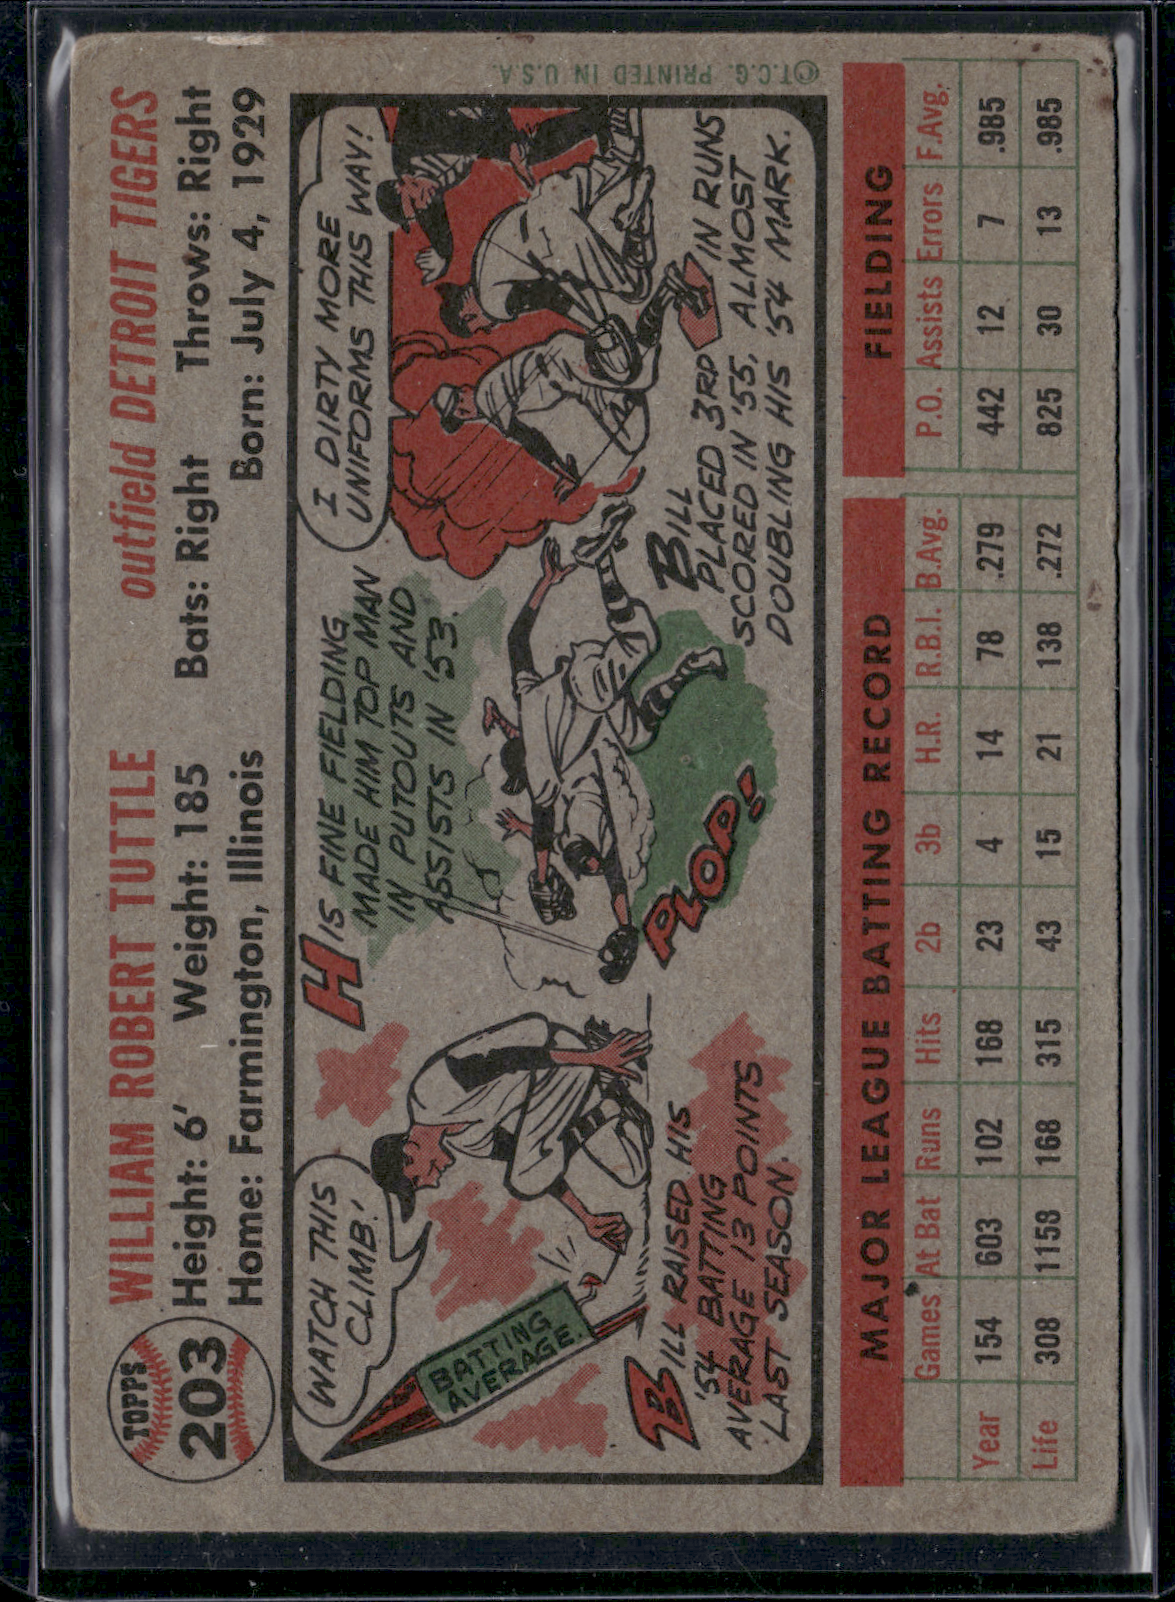 TOPPS
203
WILLIAM ROBERT TUTTLE outfield DETROIT TIGERS
Height: 6' Weight: 185 Bats: Right Throws: Right
Home: Farmington, Illinois Born: July 4, 1929
WATCH THIS
CLIMB!
BATTING
AVERAGE.
BILL RAISED HIS
'54 BATTING
AVERAGE 13 POINTS
LAST SEASON.
HIS FINE FIELDING
MADE HIM TOP MAN
IN PUTOUTS AND
ASSISTS IN '53.
PLOP!
I DIRTY MORE
UNIFORMS THIS WAY!
BILL
PLACED 3RD IN RUNS
SCORED IN '55, ALMOST
DOUBLING HIS '54 MARK.
©T.C.G. PRINTED IN U.S.A.
MAJOR LEAGUE BATTING RECORD FIELDING
Games At Bat Runs Hits 2b 3b H.R. R.B.I. B.Avg. P.O. Assists Errors F.Avg.
Year 154 603 102 168 23 4 14 78 .279 442 12 7 .985
Life 308 1158 168 315 43 15 21 138 .272 825 30 13 .985